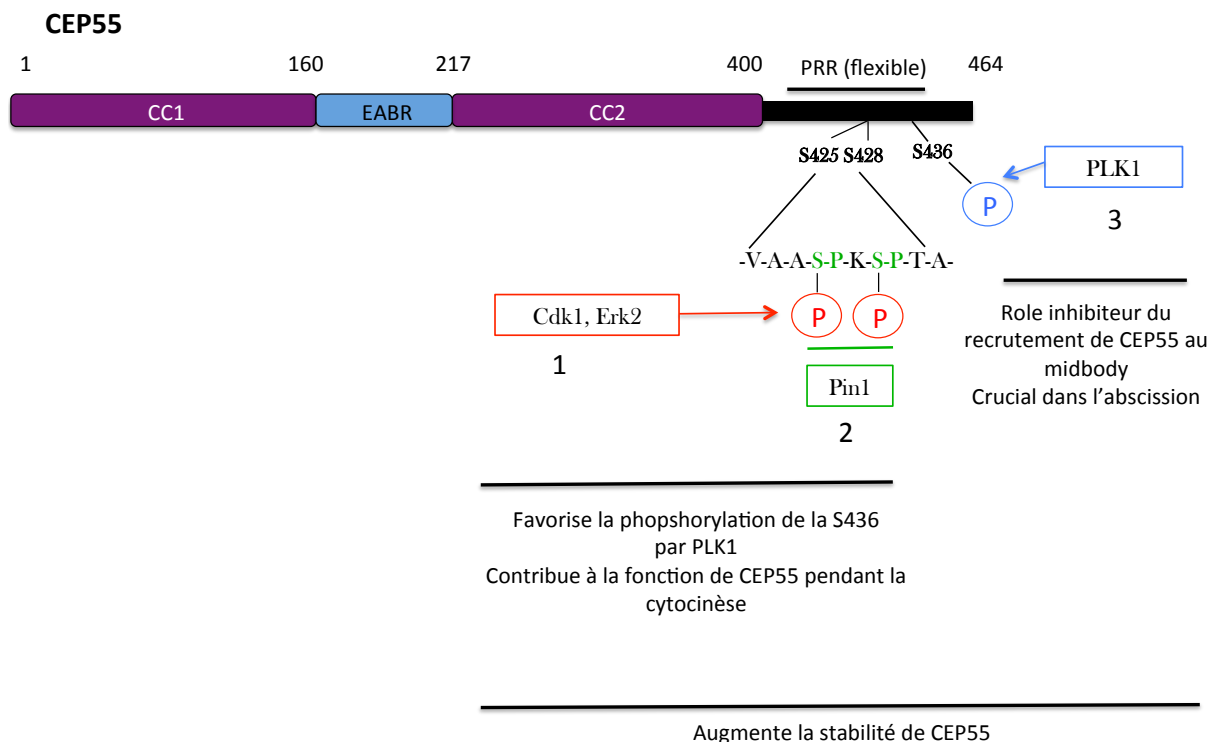 CEP55
1 160 217 400 PRR (flexible) 464
CC1 EABR CC2
S425 S428 S436
PLK1
P
3
-V-A-A-S-P-K-S-P-T-A-
Cdk1, Erk2
P P
1
Pin1
2
Role inhibiteur du
recrutement de CEP55 au
midbody
Crucial dans l'abscission
Favorise la phopshorylation de la S436
par PLK1
Contribue à la fonction de CEP55 pendant la
cytocinèse
Augmente la stabilité de CEP55